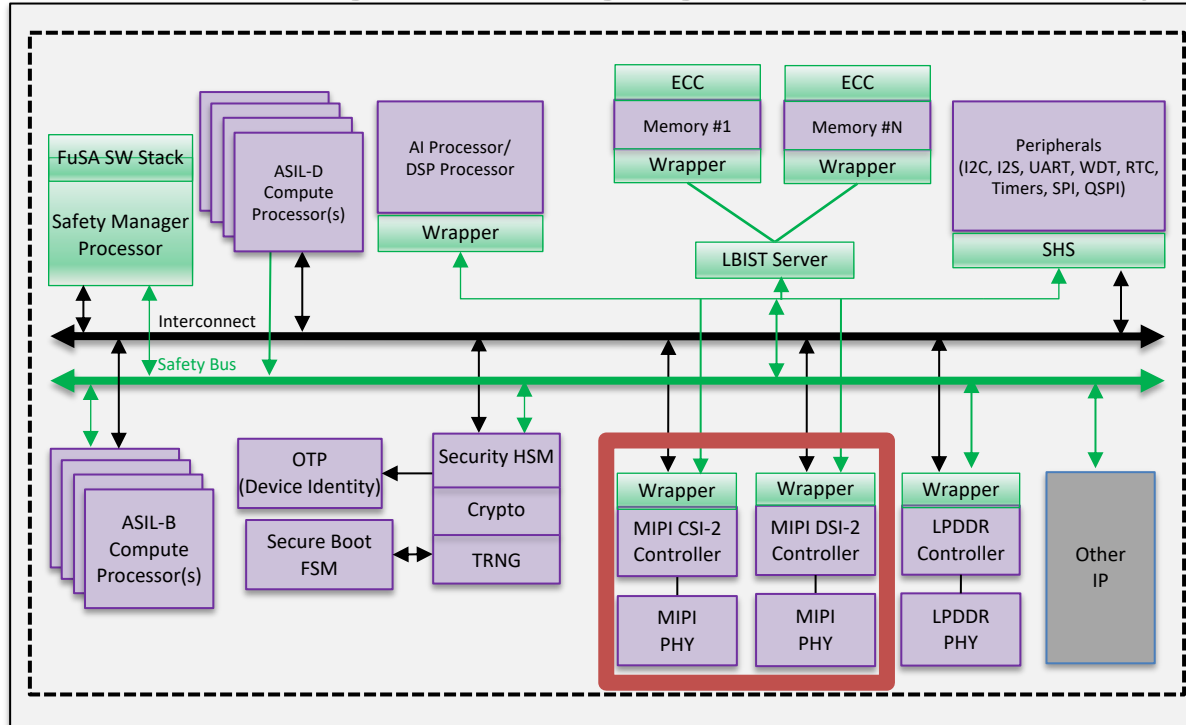 ECC
ECC
Memory #1
Memory #N
Wrapper
Wrapper
FuSA SW Stack
Safety Manager
Processor
ASIL-D
Compute
Processor(s)
AI Processor/
DSP Processor
Wrapper
Peripherals
(I2C, I2S, UART, WDT, RTC,
Timers, SPI, QSPI)
SHS
LBIST Server
Interconnect
Safety Bus
ASIL-B
Compute
Processor(s)
OTP
(Device Identity)
Secure Boot
FSM
Security HSM
Crypto
TRNG
Wrapper
MIPI CSI-2
Controller
MIPI
PHY
Wrapper
MIPI DSI-2
Controller
MIPI
PHY
Wrapper
LPDDR
Controller
LPDDR
PHY
Other
IP